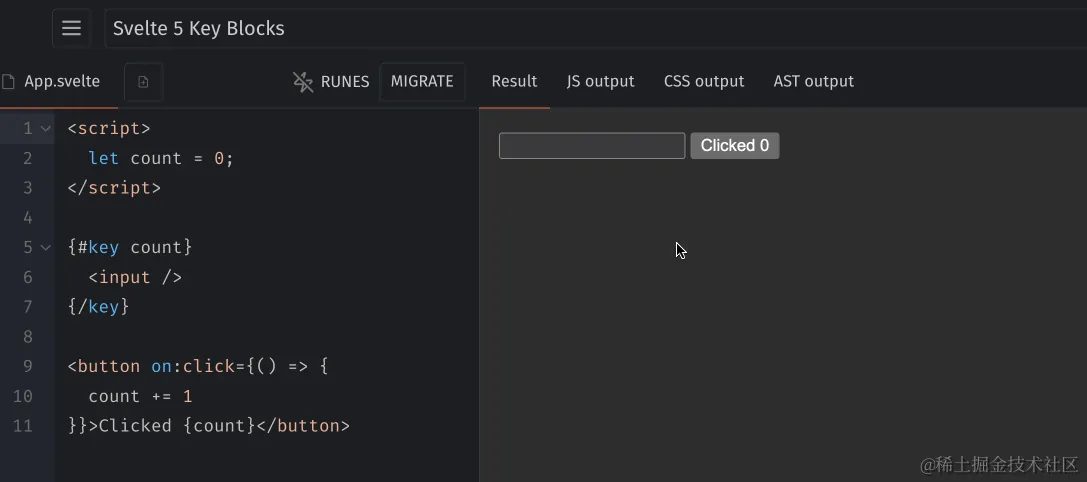 Svelte 5 Key Blocks
App.svelte
RUNES MIGRATE
Result JS output CSS output AST output
1 <script>
2   let count = 0;
3 </script>
4
5 {#key count}
6   <input />
7 {/key}
8
9 <button on:click={() => {
10   count += 1
11 }}>Clicked {count}</button>
Clicked 0
@稀土掘金技术社区